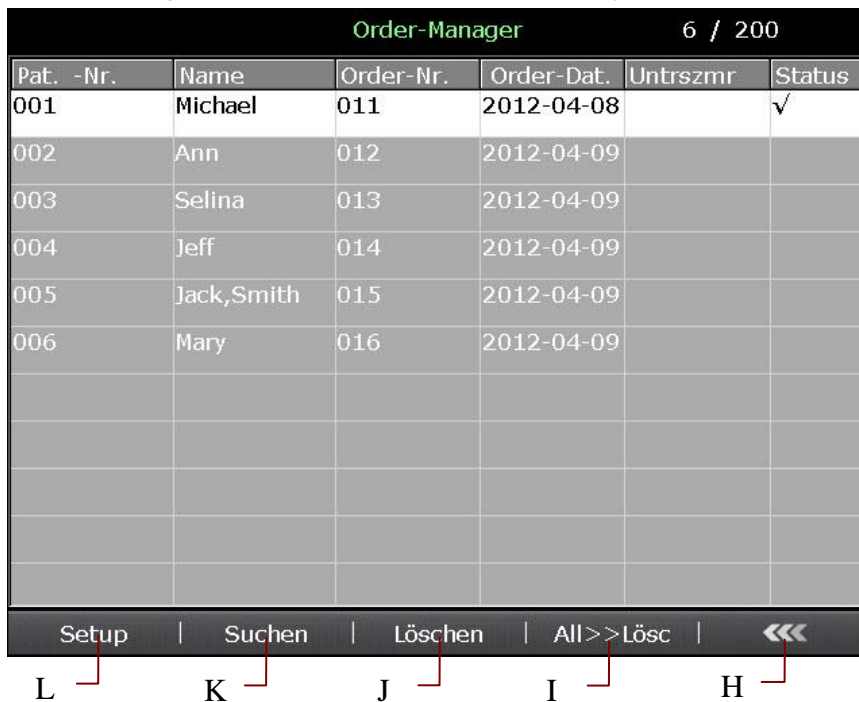 Order-Manager 6 / 200
Pat. -Nr. Name Order-Nr. Order-Dat. Untrszmr Status
001 Michael 011 2012-04-08 √
002 Ann 012 2012-04-09
003 Selina 013 2012-04-09
004 Jeff 014 2012-04-09
005 Jack,Smith 015 2012-04-09
006 Mary 016 2012-04-09
Setup | Suchen | Löschen | All>>Lösc |
L K J I H